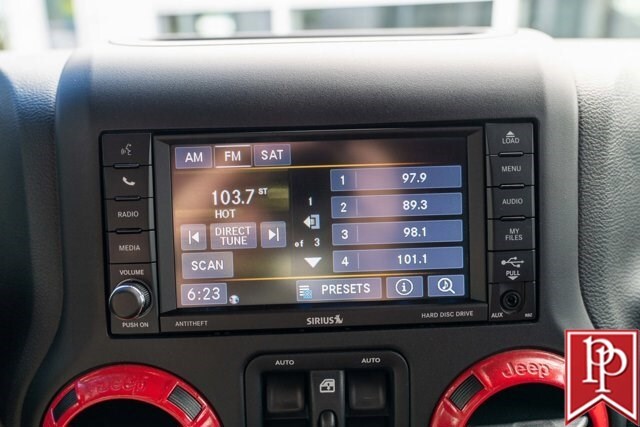 LOAD
AM FM SAT
MENU
1 97.9
103.7 ST
HOT
1
2 89.3
AUDIO
RADIO
DIRECT
TUNE
of 3
3 98.1
MY
FILES
MEDIA
SCAN
4 101.1
PULL
VOLUME
6:23
PRESETS
PUSH ON
ANTITHEFT
SIRIUS
HARD DISC DRIVE
AUX
AUTO
AUTO
Jeep
Jeep
PP